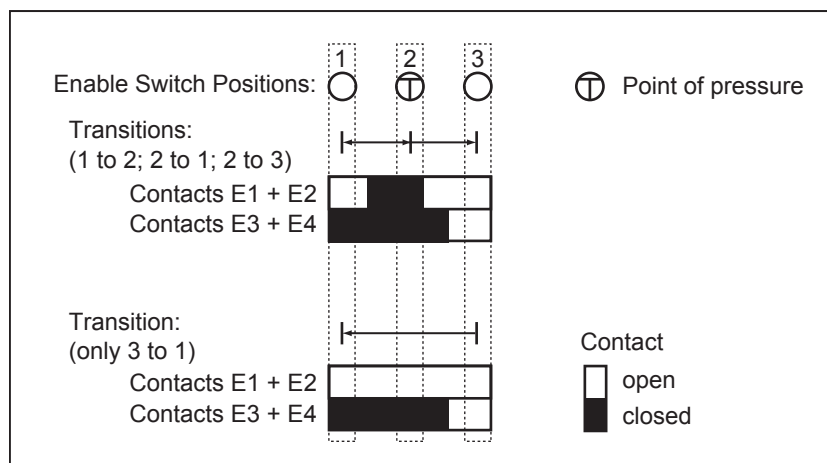 1 2 3
Enable Switch Positions:
T Point of pressure
Transitions:
(1 to 2; 2 to 1; 2 to 3)
Contacts E1 + E2
Contacts E3 + E4
Transition:
(only 3 to 1)
Contacts E1 + E2
Contacts E3 + E4
Contact
open
closed